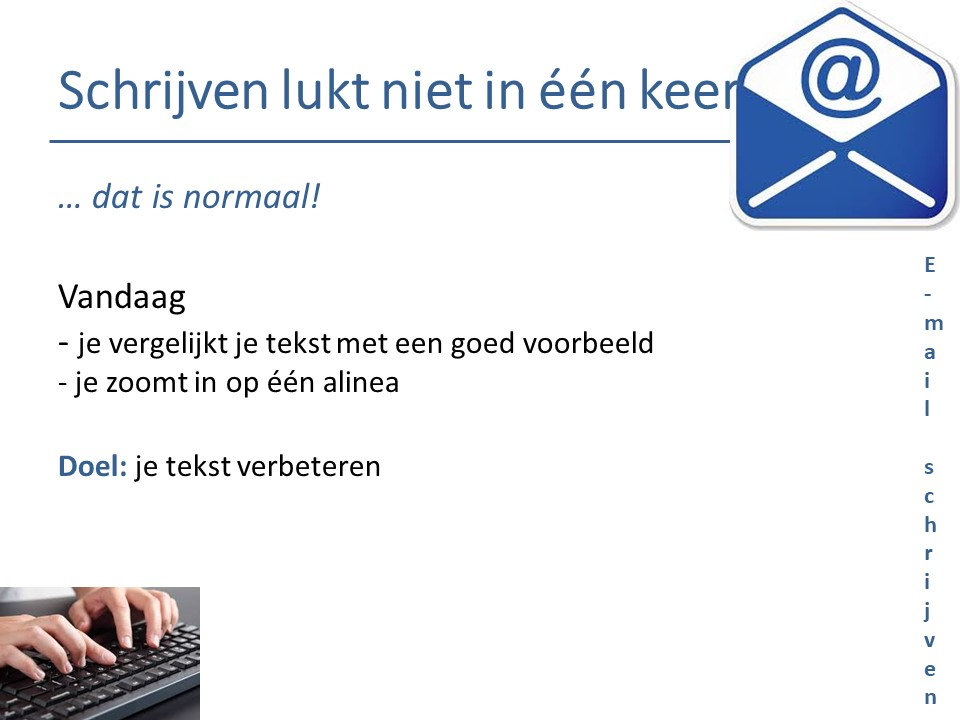 Schrijven lukt niet in één keer
@
… dat is normaal!
Vandaag
- je vergelijkt je tekst met een goed voorbeeld
- je zoomt in op één alinea
Doel: je tekst verbeteren
E-mail schrijven